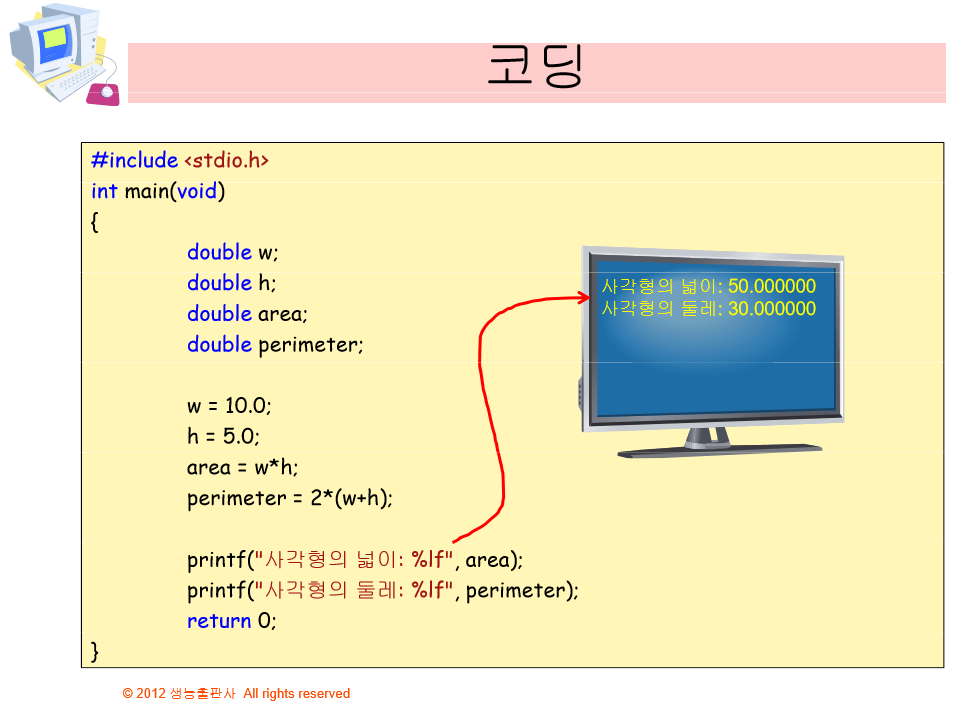 코딩
#include <stdio.h>
int main(void)
{
double w;
double h;
double area;
double perimeter;
w = 10.0;
h = 5.0;
area = w*h;
perimeter = 2*(w+h);
printf("사각형의 넓이: %lf", area);
printf("사각형의 둘레: %lf", perimeter);
return 0;
}
사각형의 넓이: 50.000000
사각형의 둘레: 30.000000
© 2012 생능출판사 All rights reserved